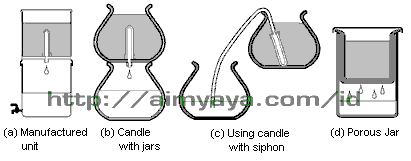 http://aimyaya.com/id
(a) Manufactured unit
(b) Candle with jars
(c) Using candle with siphon
(d) Porous Jar